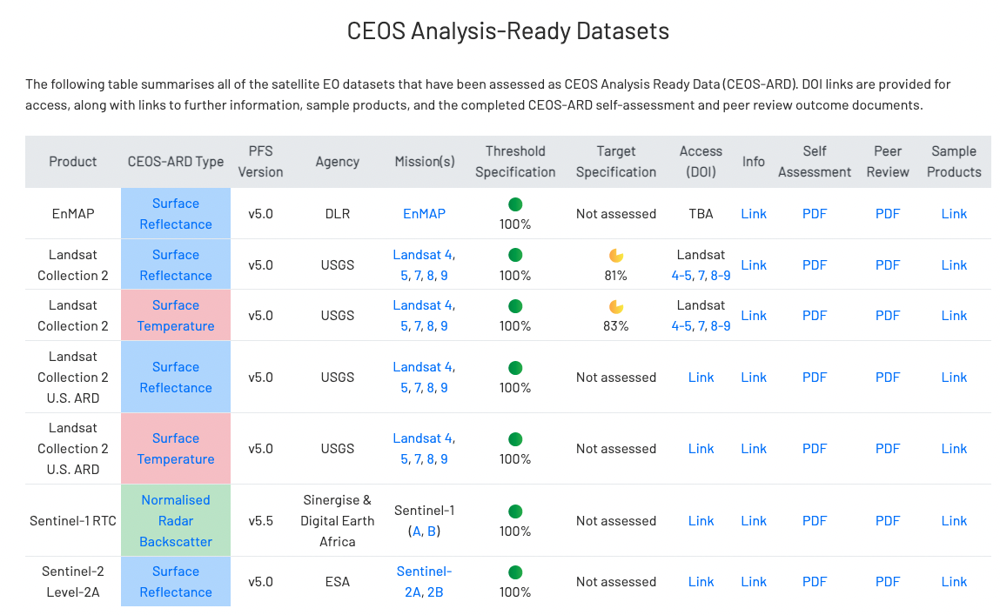 CEOS Analysis-Ready Datasets
The following table summarises all of the satellite EO datasets that have been assessed as CEOS Analysis Ready Data (CEOS-ARD). DOI links are provided for
access, along with links to further information, sample products, and the completed CEOS-ARD self-assessment and peer review outcome documents.
Product CEOS-ARD Type PFS Version Agency Mission(s) Threshold Specification Target Specification Access (DOI) Info Self Assessment Peer Review Sample Products
EnMAP Surface Reflectance v5.0 DLR EnMAP 100% Not assessed TBA Link PDF PDF Link
Landsat Collection 2 Surface Reflectance v5.0 USGS Landsat 4, 5, 7, 8, 9 100% 81% Landsat 4-5, 7, 8-9 Link PDF PDF Link
Landsat Collection 2 Surface Temperature v5.0 USGS Landsat 4, 5, 7, 8, 9 100% 83% Landsat 4-5, 7, 8-9 Link PDF PDF Link
Landsat Collection 2 U.S. ARD Surface Reflectance v5.0 USGS Landsat 4, 5, 7, 8, 9 100% Not assessed Link Link PDF PDF Link
Landsat Collection 2 U.S. ARD Surface Temperature v5.0 USGS Landsat 4, 5, 7, 8, 9 100% Not assessed Link Link PDF PDF Link
Sentinel-1 RTC Normalised Radar Backscatter v5.5 Sinergise & Digital Earth Africa Sentinel-1 (A, B) 100% Not assessed Link Link PDF PDF Link
Sentinel-2 Level-2A Surface Reflectance v5.0 ESA Sentinel-2A, 2B 100% Not assessed Link Link PDF PDF Link